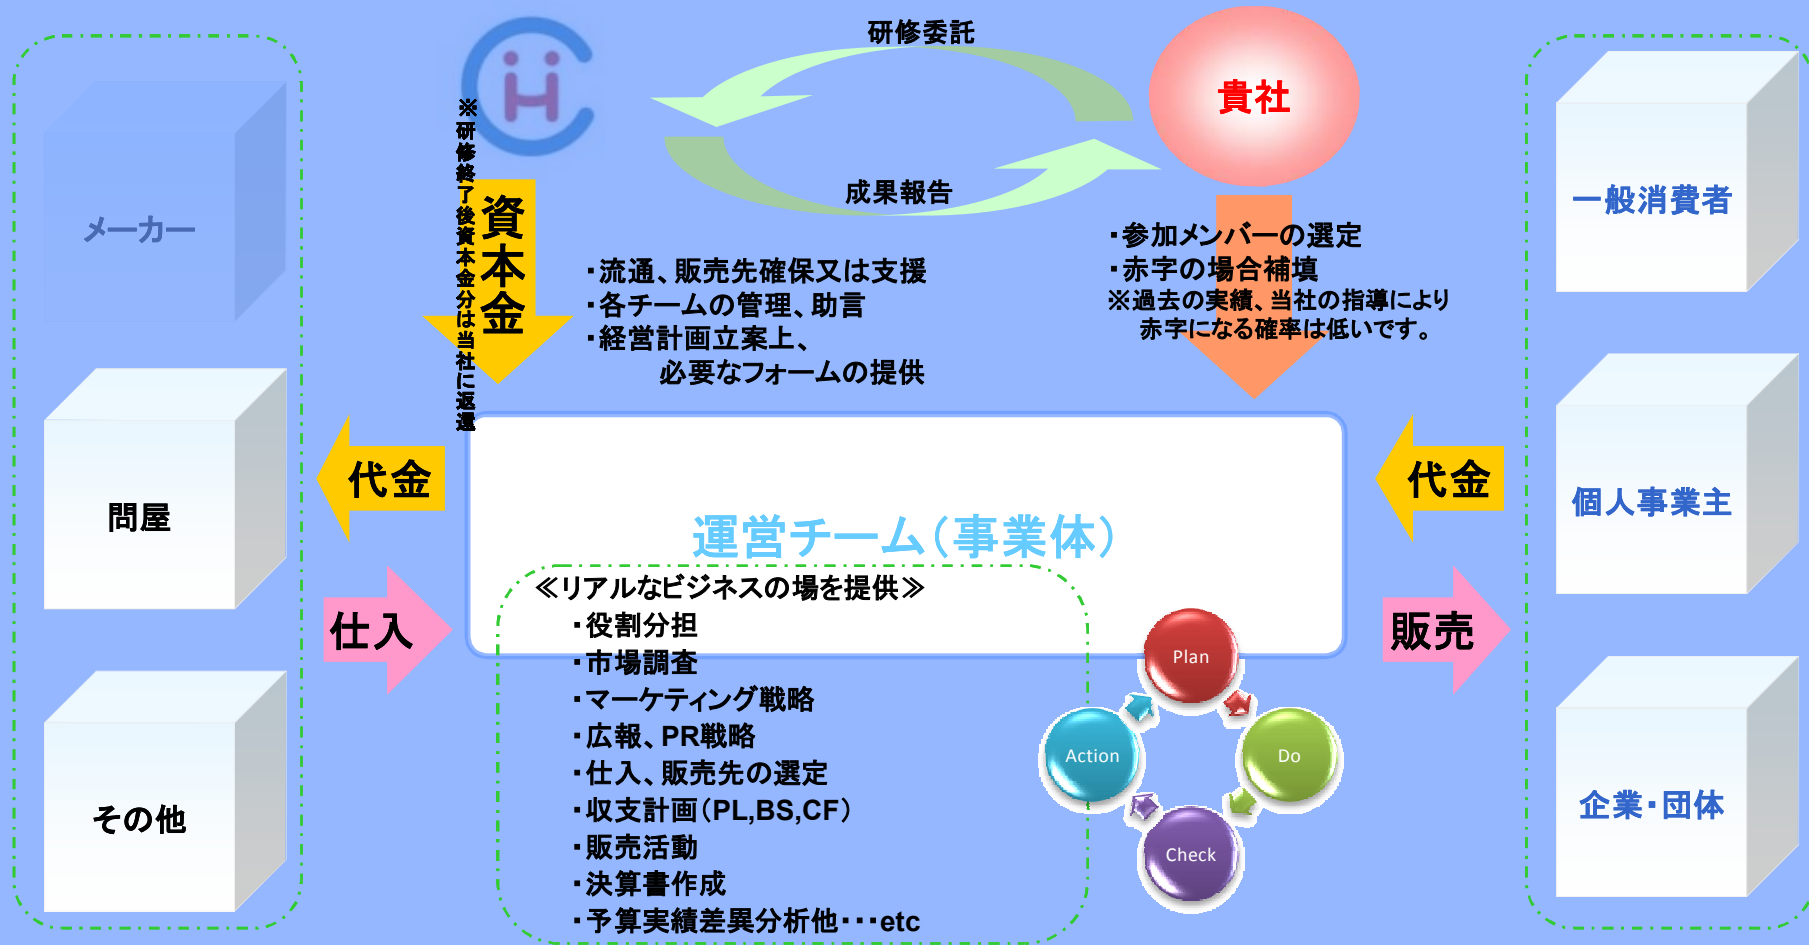 研修委託
貴社
成果報告
※研修終了後資本金分は当社に返還
資本金
・流通、販売先確保又は支援
・各チームの管理、助言
・経営計画立案上、
必要なフォームの提供
・参加メンバーの選定
・赤字の場合補填
※過去の実績、当社の指導により
赤字になる確率は低いです。
メーカー
問屋
その他
代金
仕入
運営チーム(事業体)
≪リアルなビジネスの場を提供≫
・役割分担
・市場調査
・マーケティング戦略
・広報、PR戦略
・仕入、販売先の選定
・収支計画(PL,BS,CF)
・販売活動
・決算書作成
・予算実績差異分析他・・・etc
Plan
Do
Check
Action
代金
販売
一般消費者
個人事業主
企業・団体